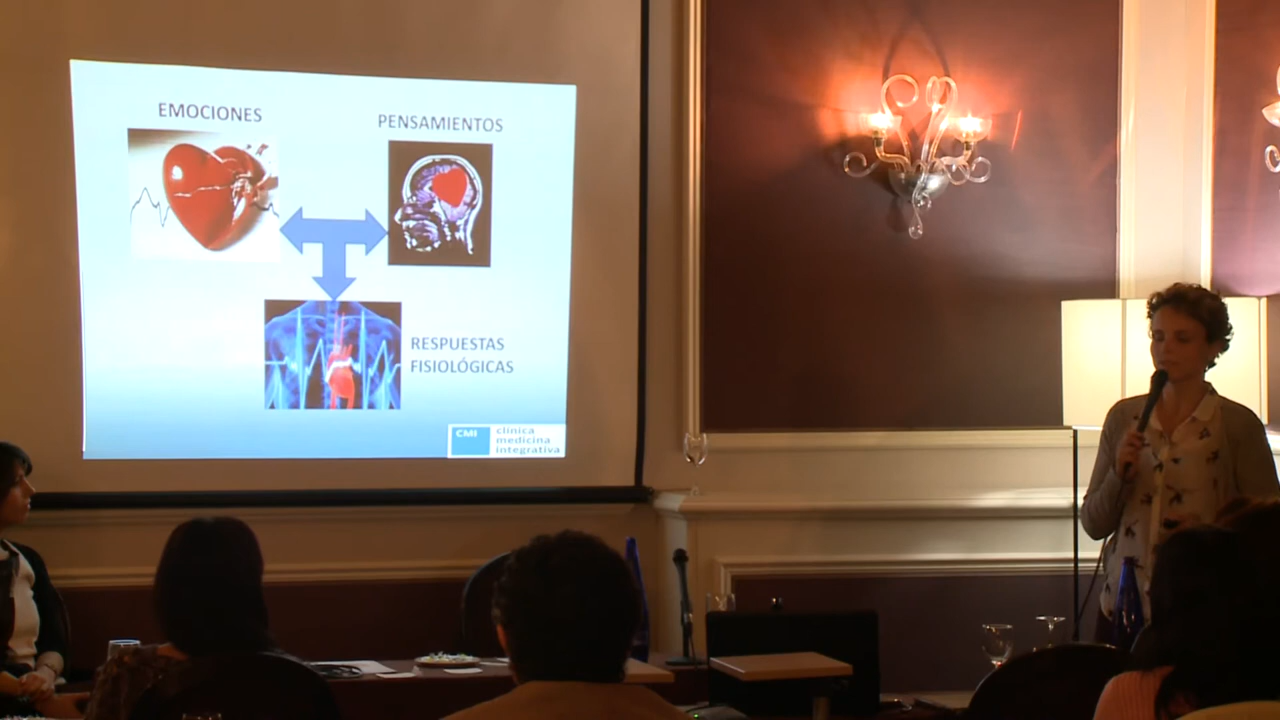 EMOCIONES
PENSAMIENTOS
RESPUESTAS
FISIOLÓGICAS
CMI
clínica
medicina
integrativa